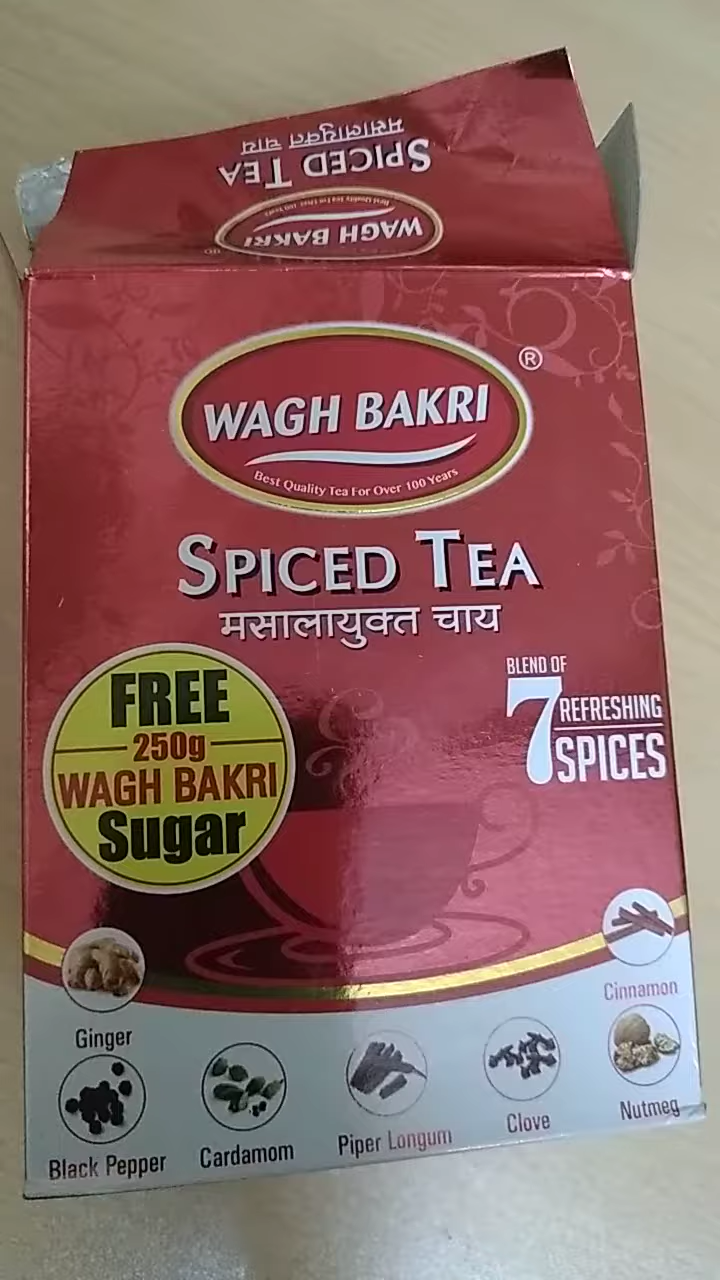 मसालायुक्त चाय
SPICED TEA
WAGH BAKRI
Best Quality Tea For Over 100 Years
®
WAGH BAKRI
®
Best Quality Tea For Over 100 Years
SPICED TEA
मसालायुक्त चाय
BLEND OF
7 REFRESHING
SPICES
FREE
250g
WAGH BAKRI
Sugar
Ginger
Cinnamon
Black Pepper
Cardamom
Piper Longum
Clove
Nutmeg